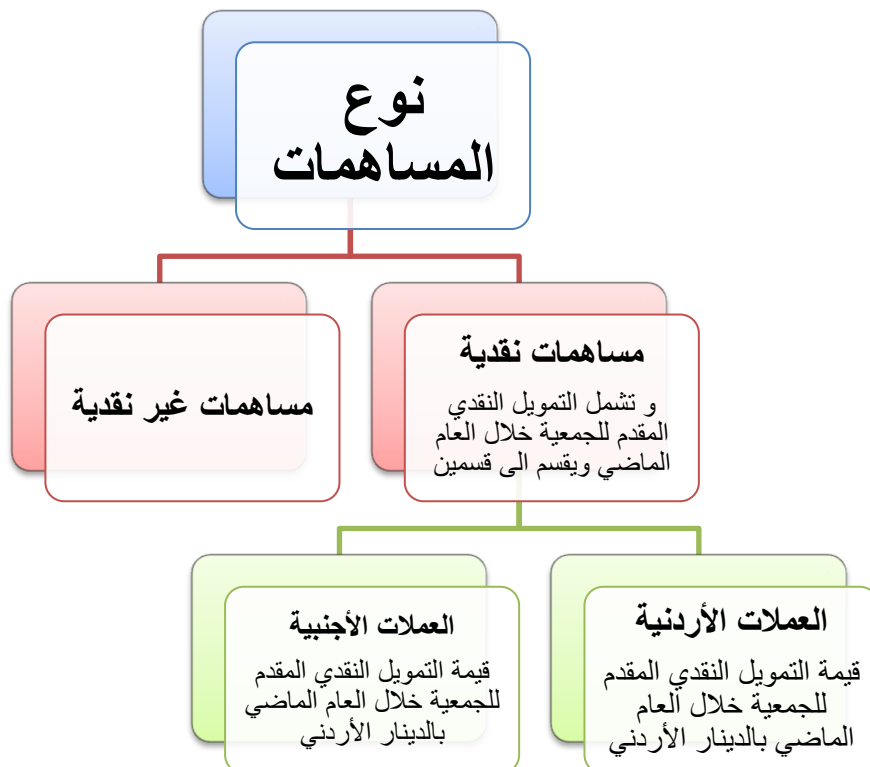 نوع
المساهمات
مساهمات نقدية
و تشمل التمويل النقدي
المقدم للجمعية خلال العام
الماضي ويقسم الى قسمين
مساهمات غير نقدية
العملات الأردنية
قيمة التمويل النقدي المقدم
للجمعية خلال العام
الماضي بالدينار الأردني
العملات الأجنبية
قيمة التمويل النقدي المقدم
للجمعية خلال العام الماضي
بالدينار الأردني